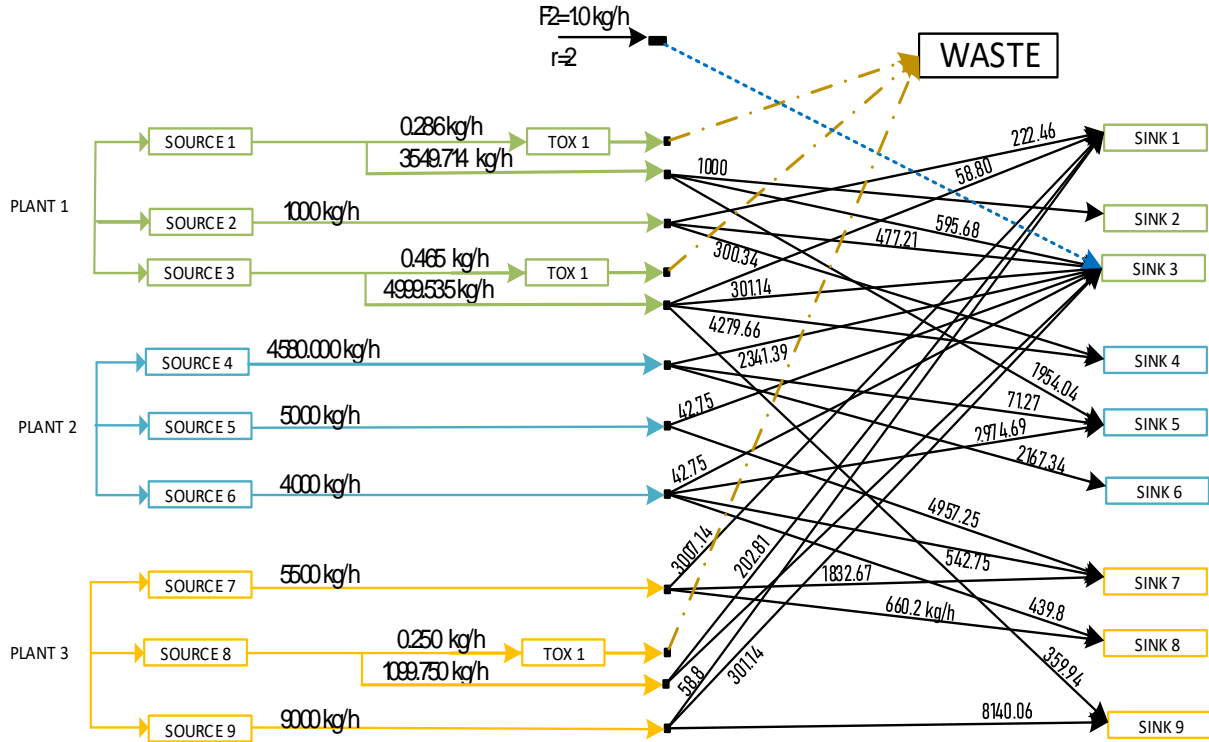 F'2=1.0 kg/h
r=2
WASTE
SOURCE 1
0.286 kg/h
TOX 1
3549.714 kg/h
222.46
SINK 1
1000
58.80
PLANT 1
SOURCE 2
1000 kg/h
595.68
SINK 2
477.21
SOURCE 3
0.465 kg/h
TOX 1
300.34
SINK 3
4999.535 kg/h
301.14
4279.66
SOURCE 4
4580.000 kg/h
2341.39
SINK 4
1954.04
71.27
PLANT 2
SOURCE 5
5000 kg/h
42.75
SINK 5
2974.69
2167.34
SOURCE 6
4000 kg/h
42.75
SINK 6
4957.25
3007.14
202.81
542.75
SOURCE 7
5500 kg/h
1832.67
SINK 7
660.2 kg/h
439.8
PLANT 3
SOURCE 8
0.250 kg/h
TOX 1
SINK 8
1099.750 kg/h
58.8
301.14
359.94
SOURCE 9
9000 kg/h
8140.06
SINK 9